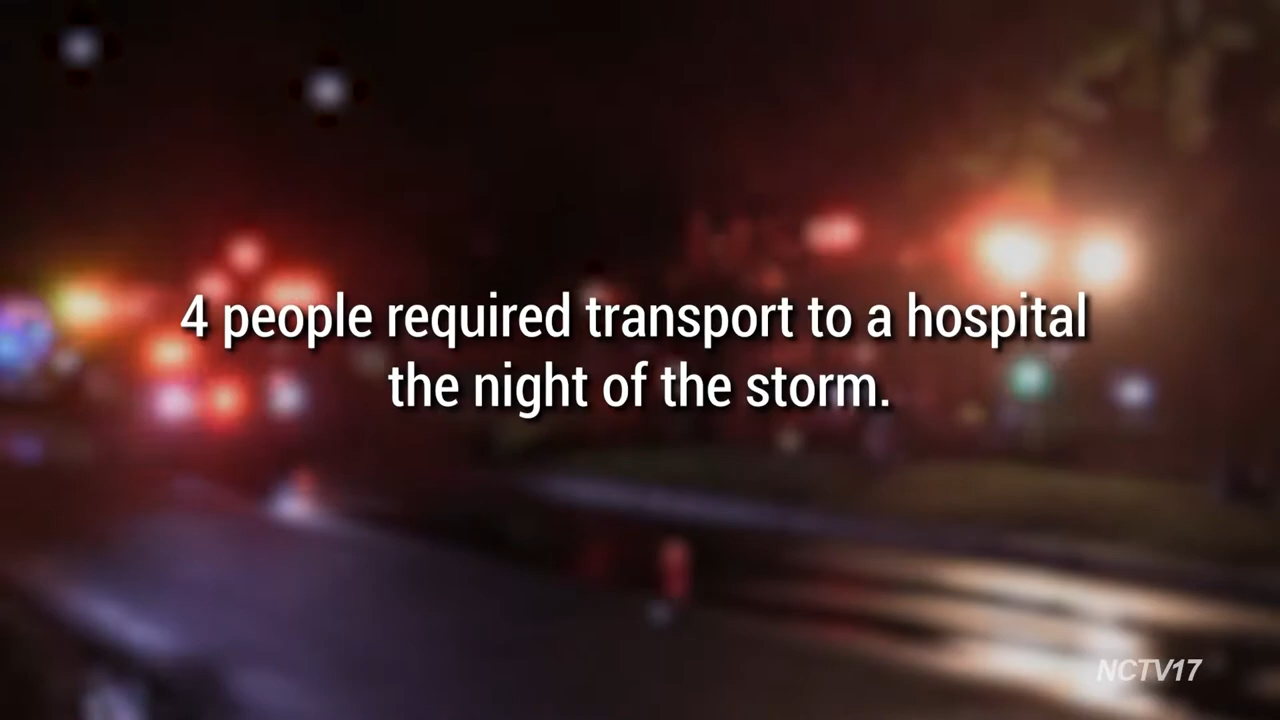 4 people required transport to a hospital
the night of the storm.
NCTV17